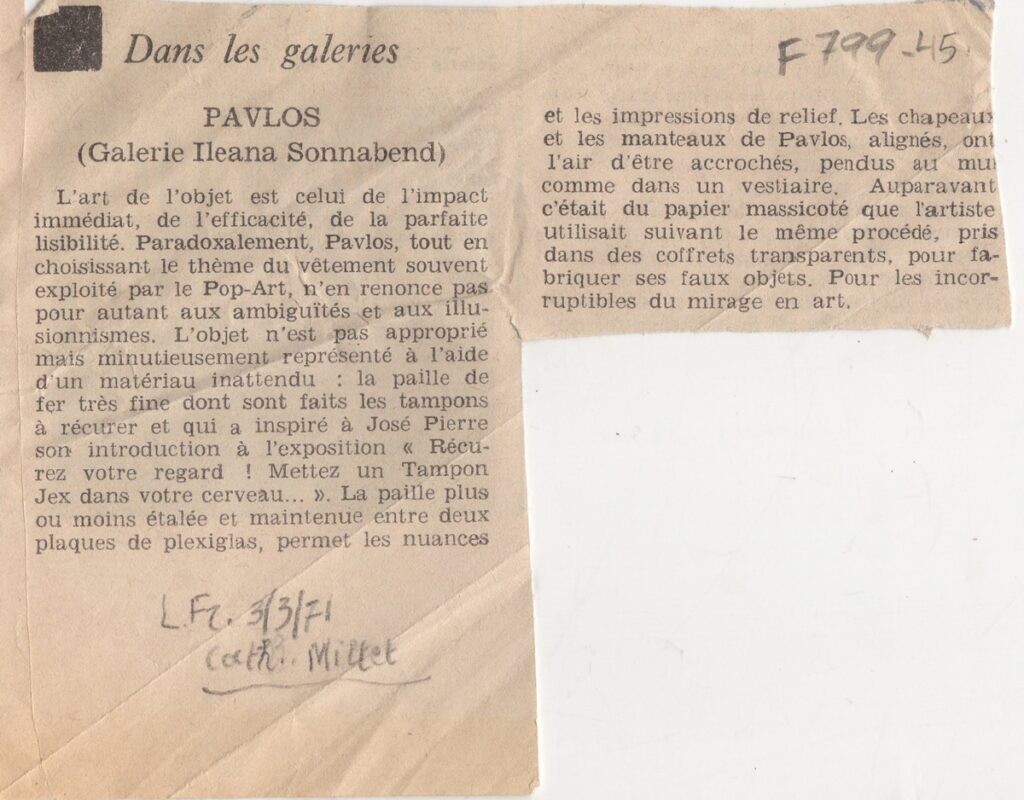 Dans les galeries
F 799-45
PAVLOS
(Galerie Ileana Sonnabend)
L'art de l'objet est celui de l'impact
immédiat, de l'efficacité, de la parfaite
lisibilité. Paradoxalement, Pavlos, tout en
choisissant le thème du vêtement souvent
exploité par le Pop-Art, n'en renonce pas
pour autant aux ambiguïtés et aux illu-
sionnismes. L'objet n'est pas approprié
mais minutieusement représenté à l'aide
d'un matériau inattendu : la paille de
fer très fine dont sont faits les tampons
à récurer et qui a inspiré à José Pierre
son introduction à l'exposition « Récu-
rez votre regard ! Mettez un Tampon
Jex dans votre cerveau... ». La paille plus
ou moins étalée et maintenue entre deux
plaques de plexiglas, permet les nuances
et les impressions de relief. Les chapeaux
et les manteaux de Pavlos, alignés, ont
l'air d'être accrochés, pendus au mur
comme dans un vestiaire. Auparavant
c'était du papier massicoté que l'artiste
utilisait suivant le même procédé, pris
dans des coffrets transparents, pour fa-
briquer ses faux objets. Pour les incor-
ruptibles du mirage en art.
L.Fr. 3/3/71
Cath. Millet